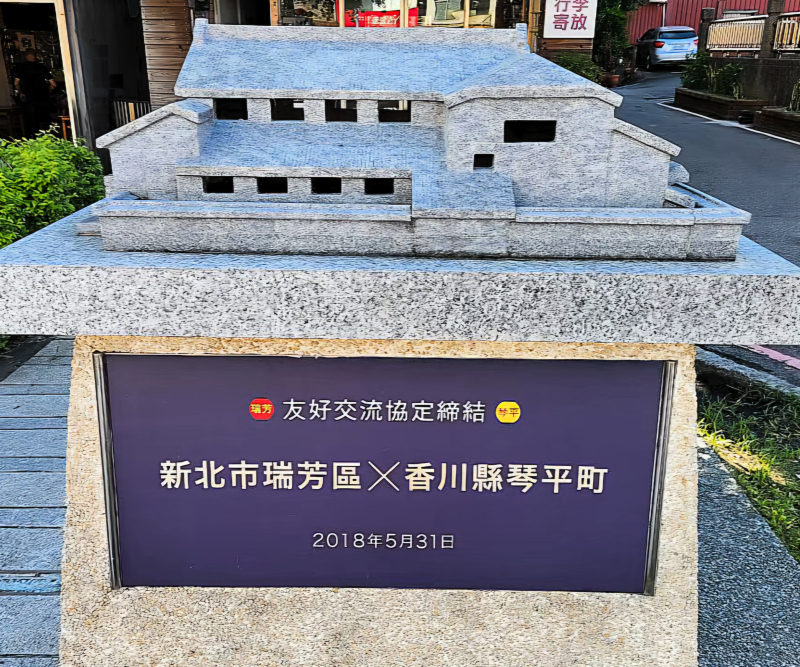 行李放
行寄
瑞芳 友好交流協定締結 琴平
新北市瑞芳區×香川縣琴平町
2018年5月31日